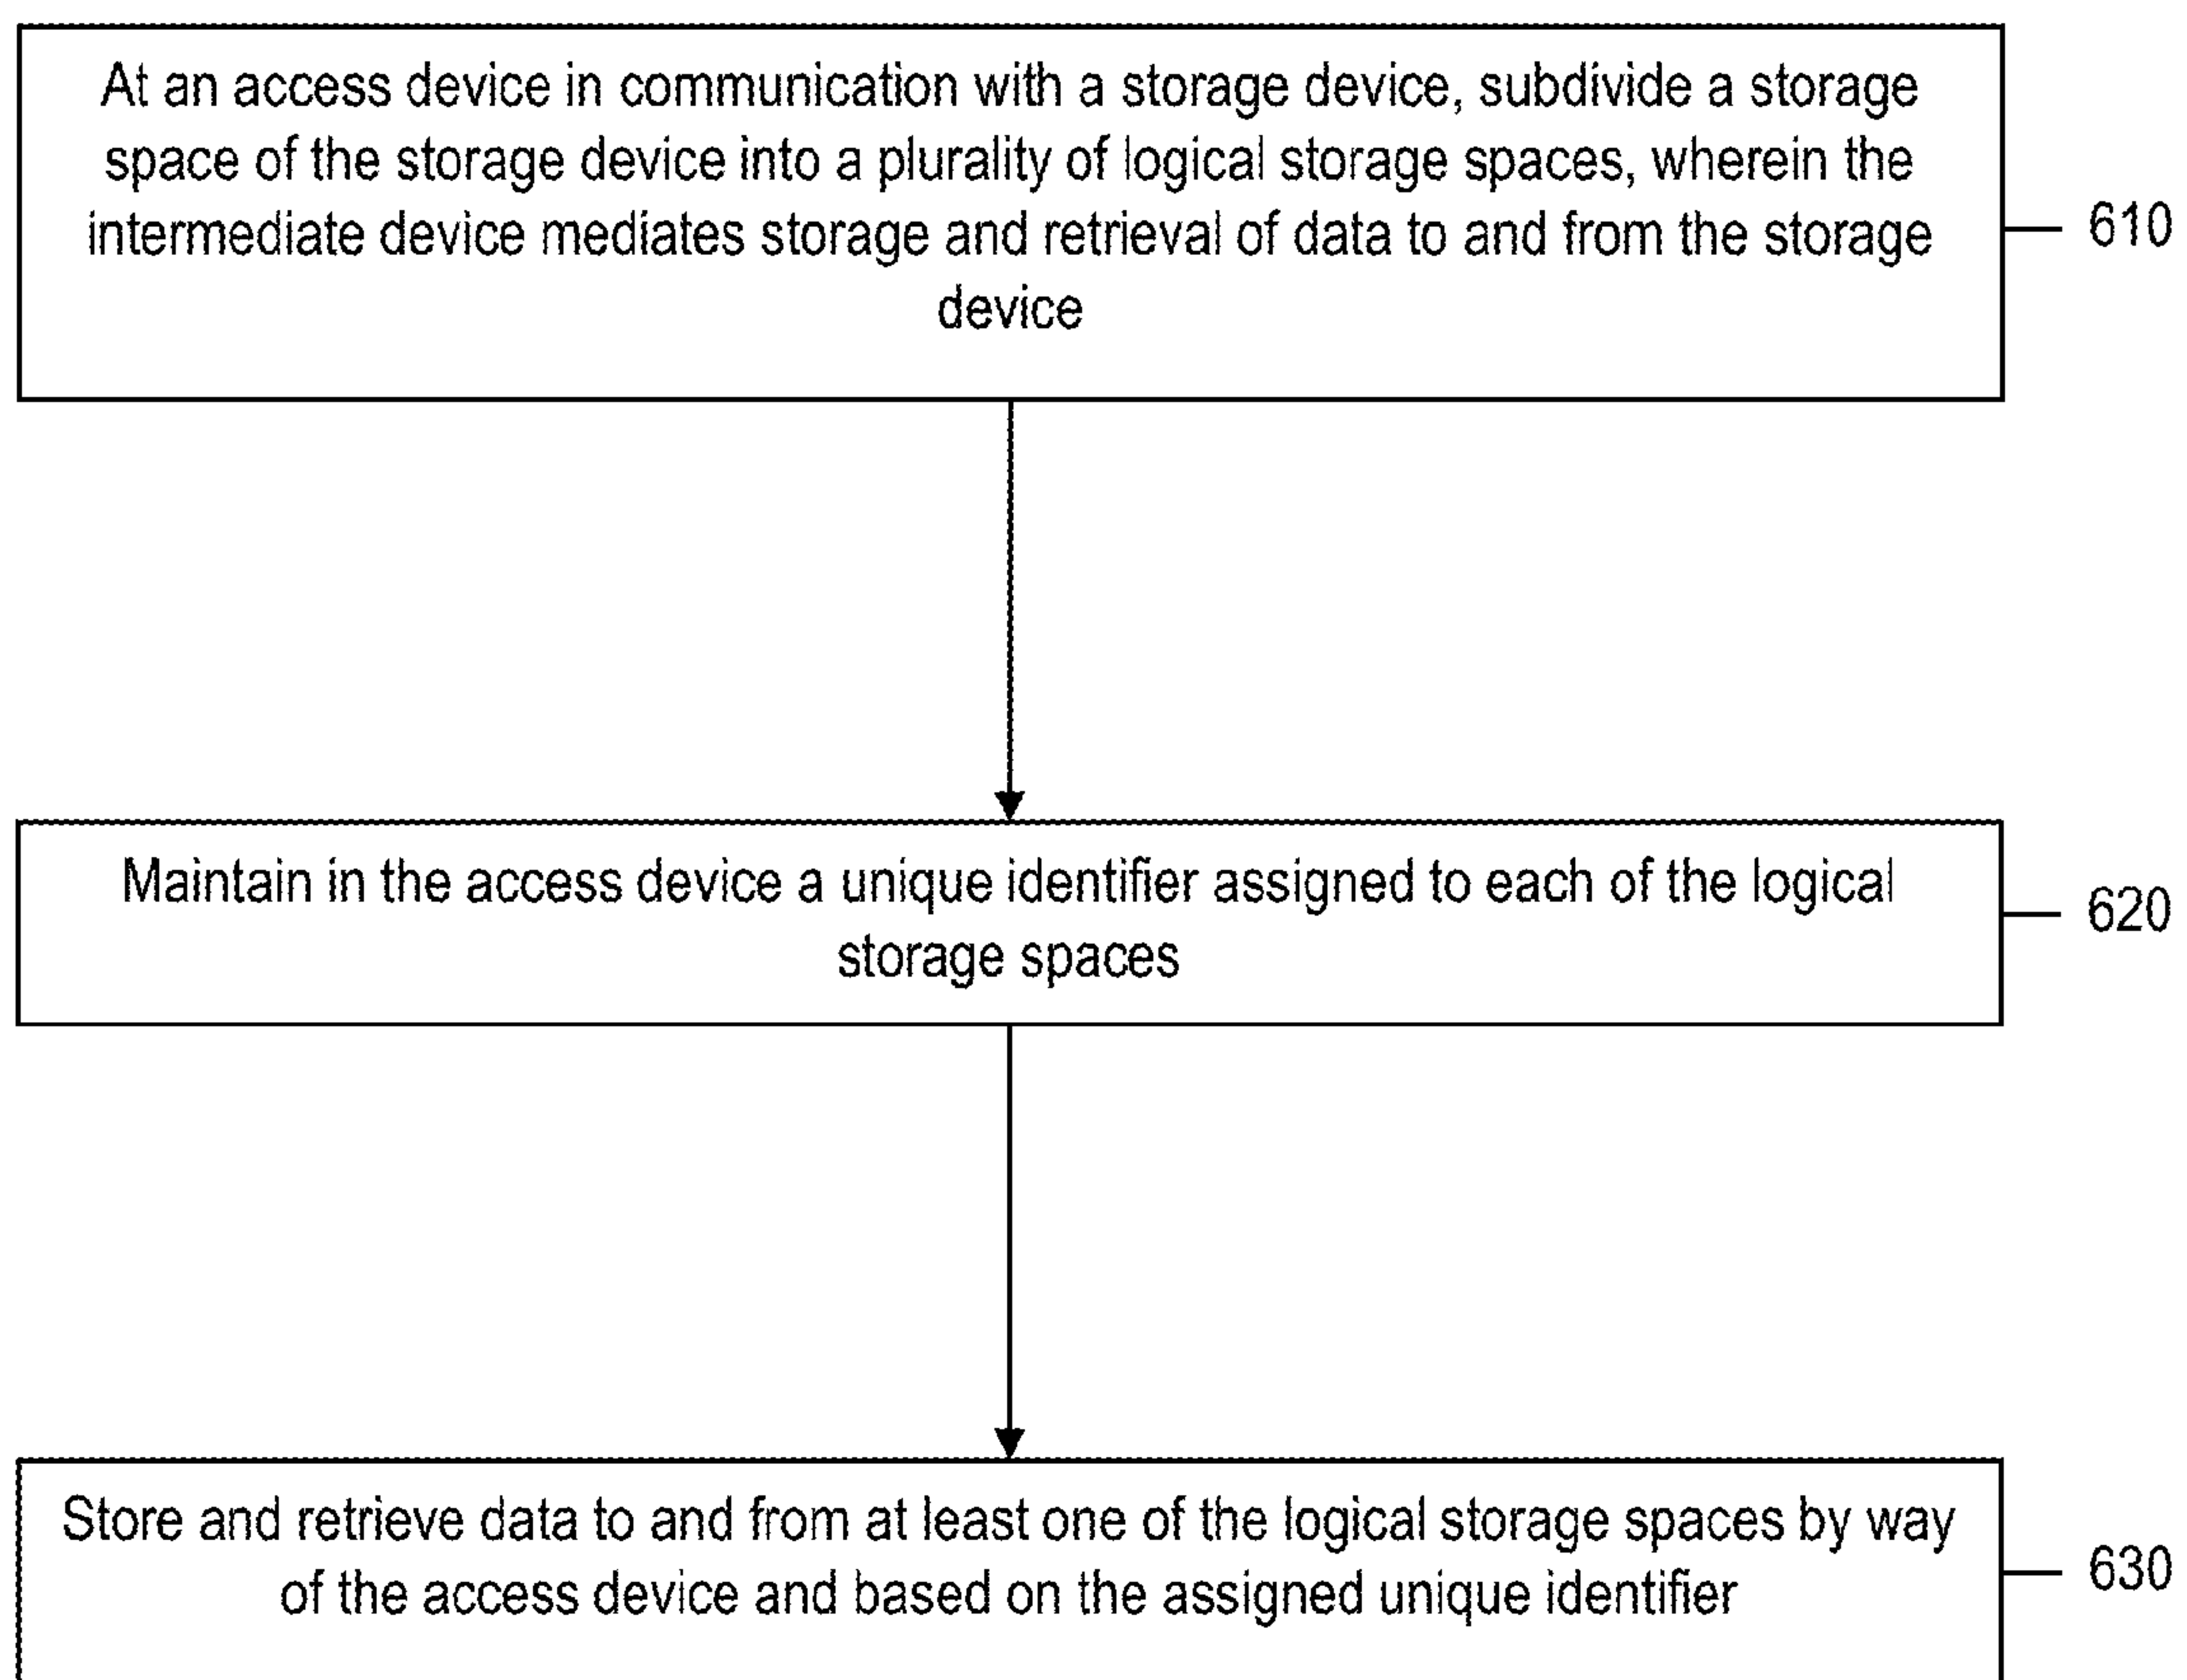 At an access device in communication with a storage device, subdivide a storage
space of the storage device into a plurality of logical storage spaces, wherein the
intermediate device mediates storage and retrieval of data to and from the storage
device
610
Maintain in the access device a unique identifier assigned to each of the logical
storage spaces
620
Store and retrieve data to and from at least one of the logical storage spaces by way
of the access device and based on the assigned unique identifier
630